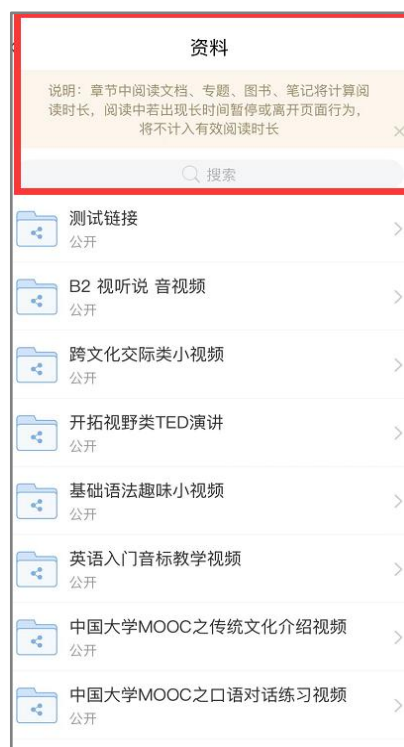 资料
说明：章节中阅读文档、专题、图书、笔记将计算阅
读时长，阅读中若出现长时间暂停或离开页面行为，
将不计入有效阅读时长
搜索
测试链接
公开
B2 视听说 音视频
公开
跨文化交际类小视频
公开
开拓视野类TED演讲
公开
基础语法趣味小视频
公开
英语入门音标教学视频
公开
中国大学MOOC之传统文化介绍视频
公开
中国大学MOOC之口语对话练习视频
公开